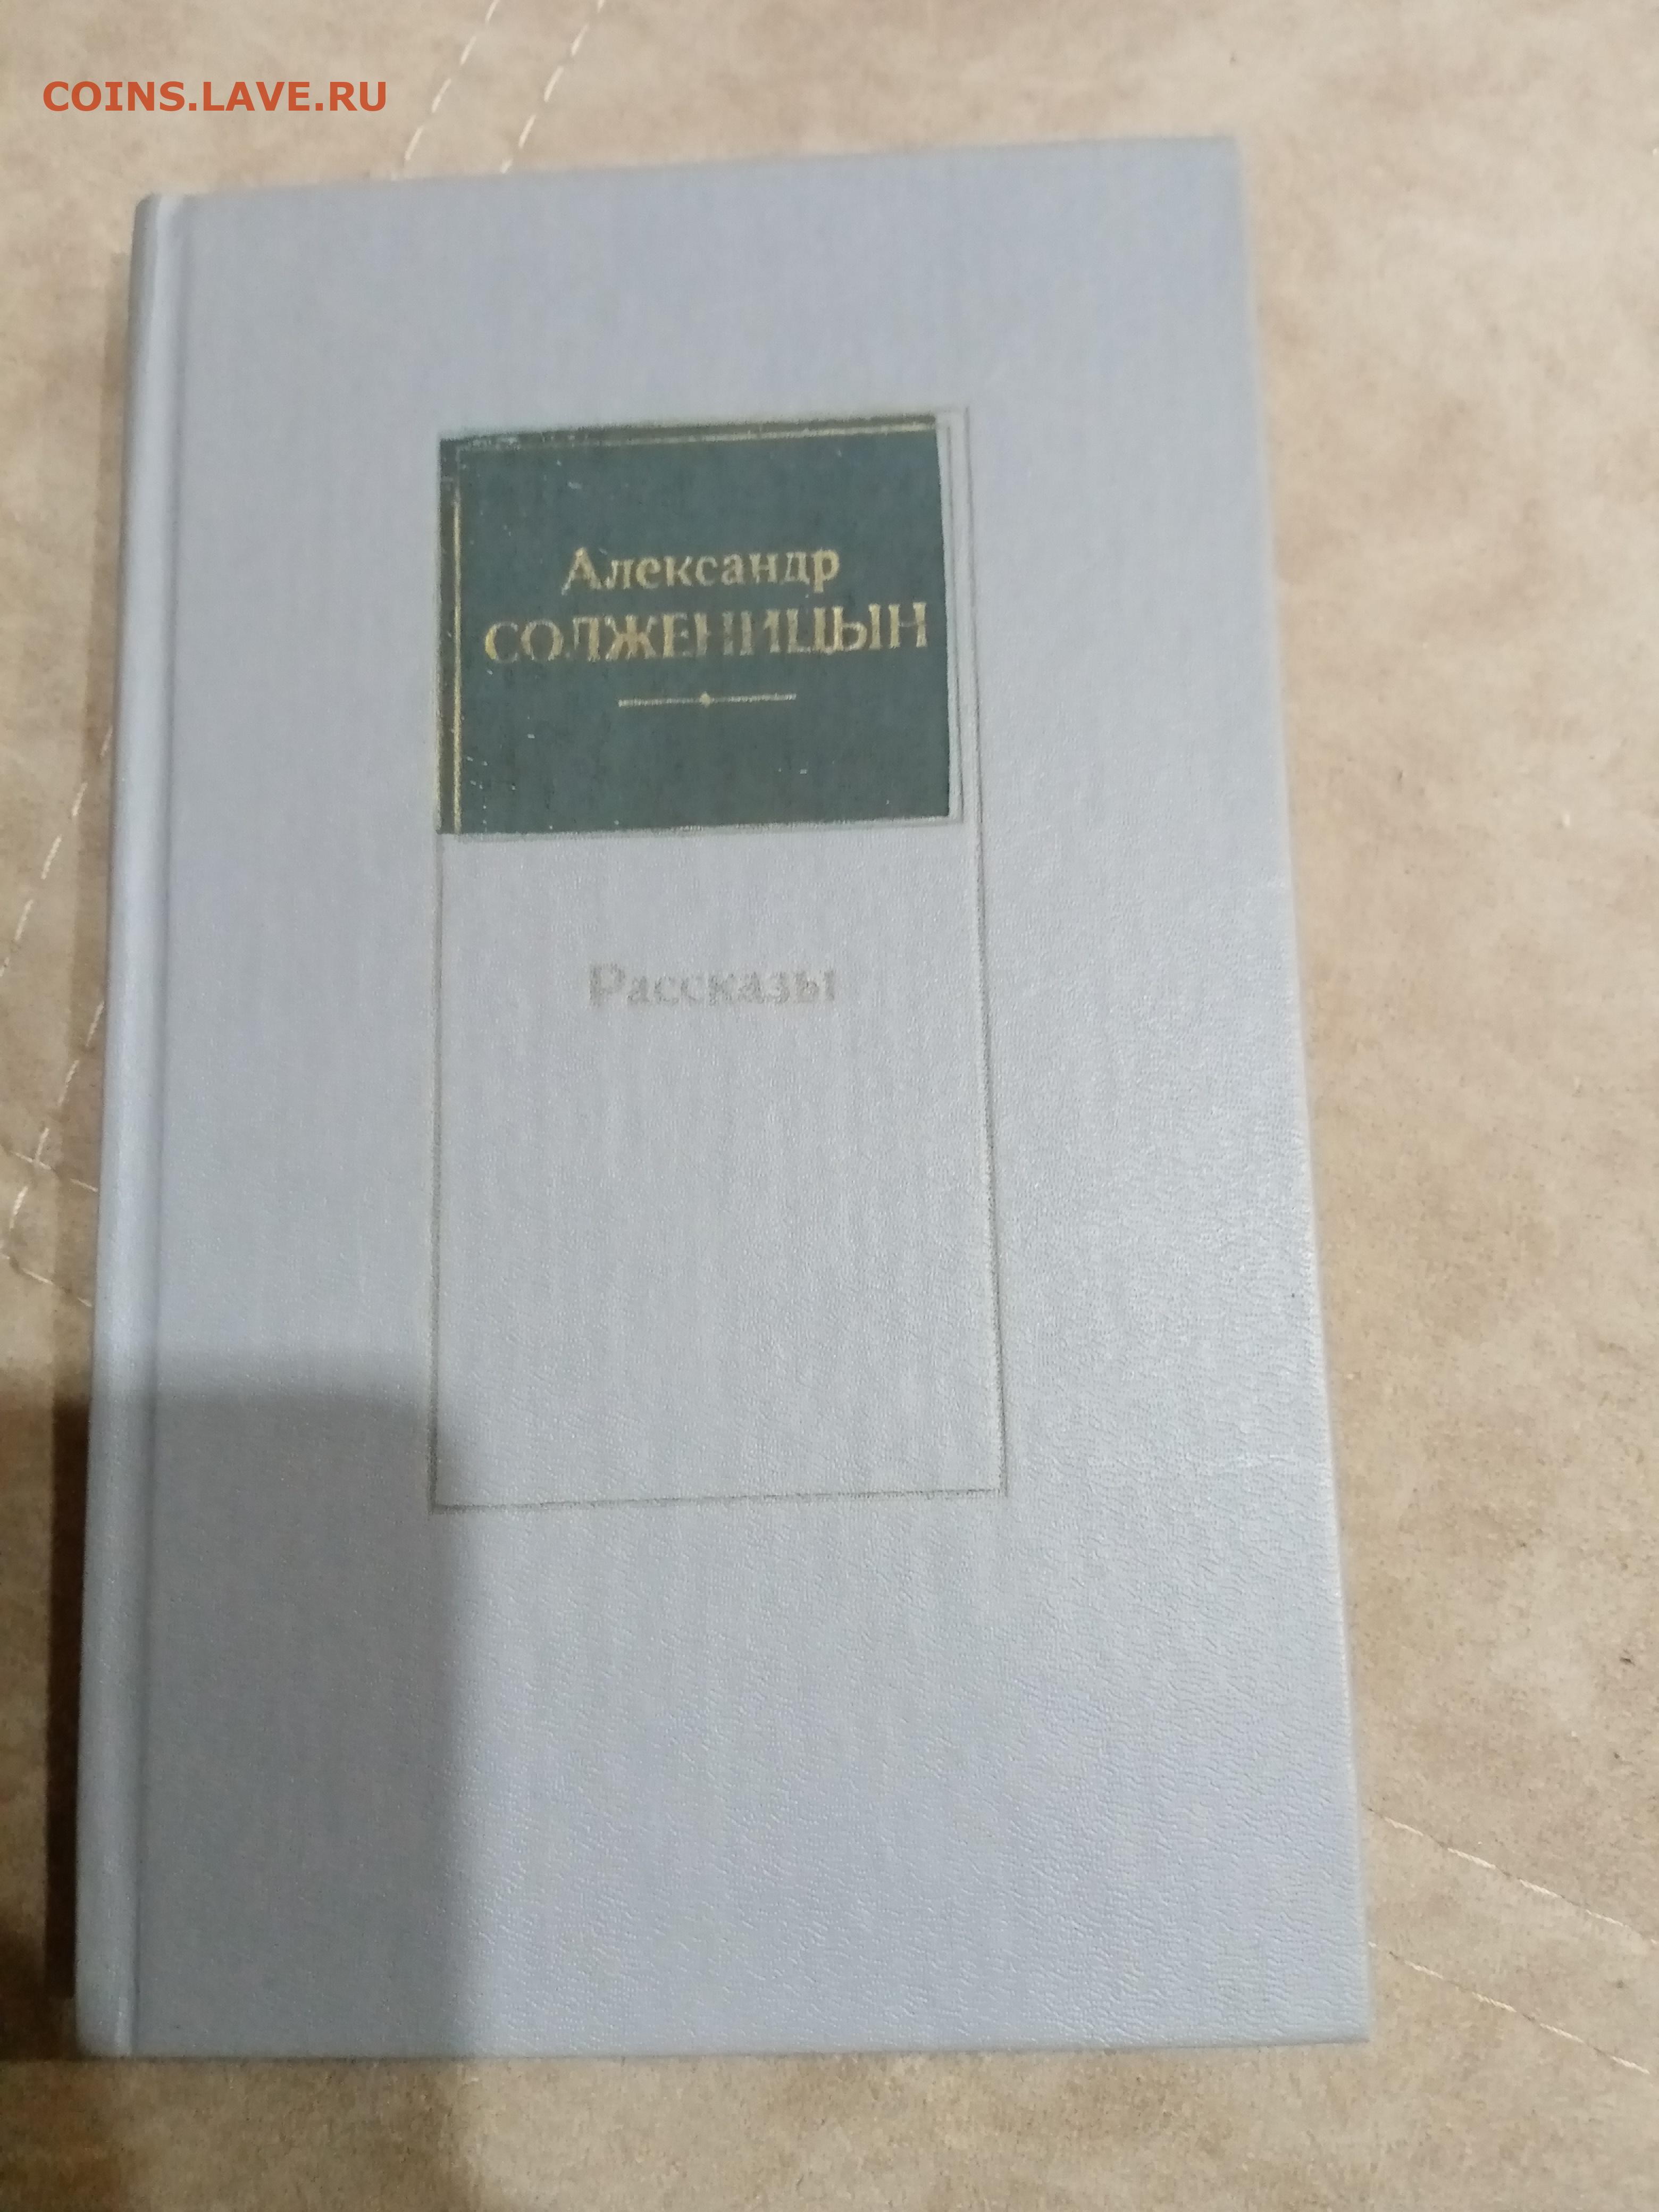 COINS.LAVE.RU
Александр
СОЛЖЕНИЦЫН
Рассказы